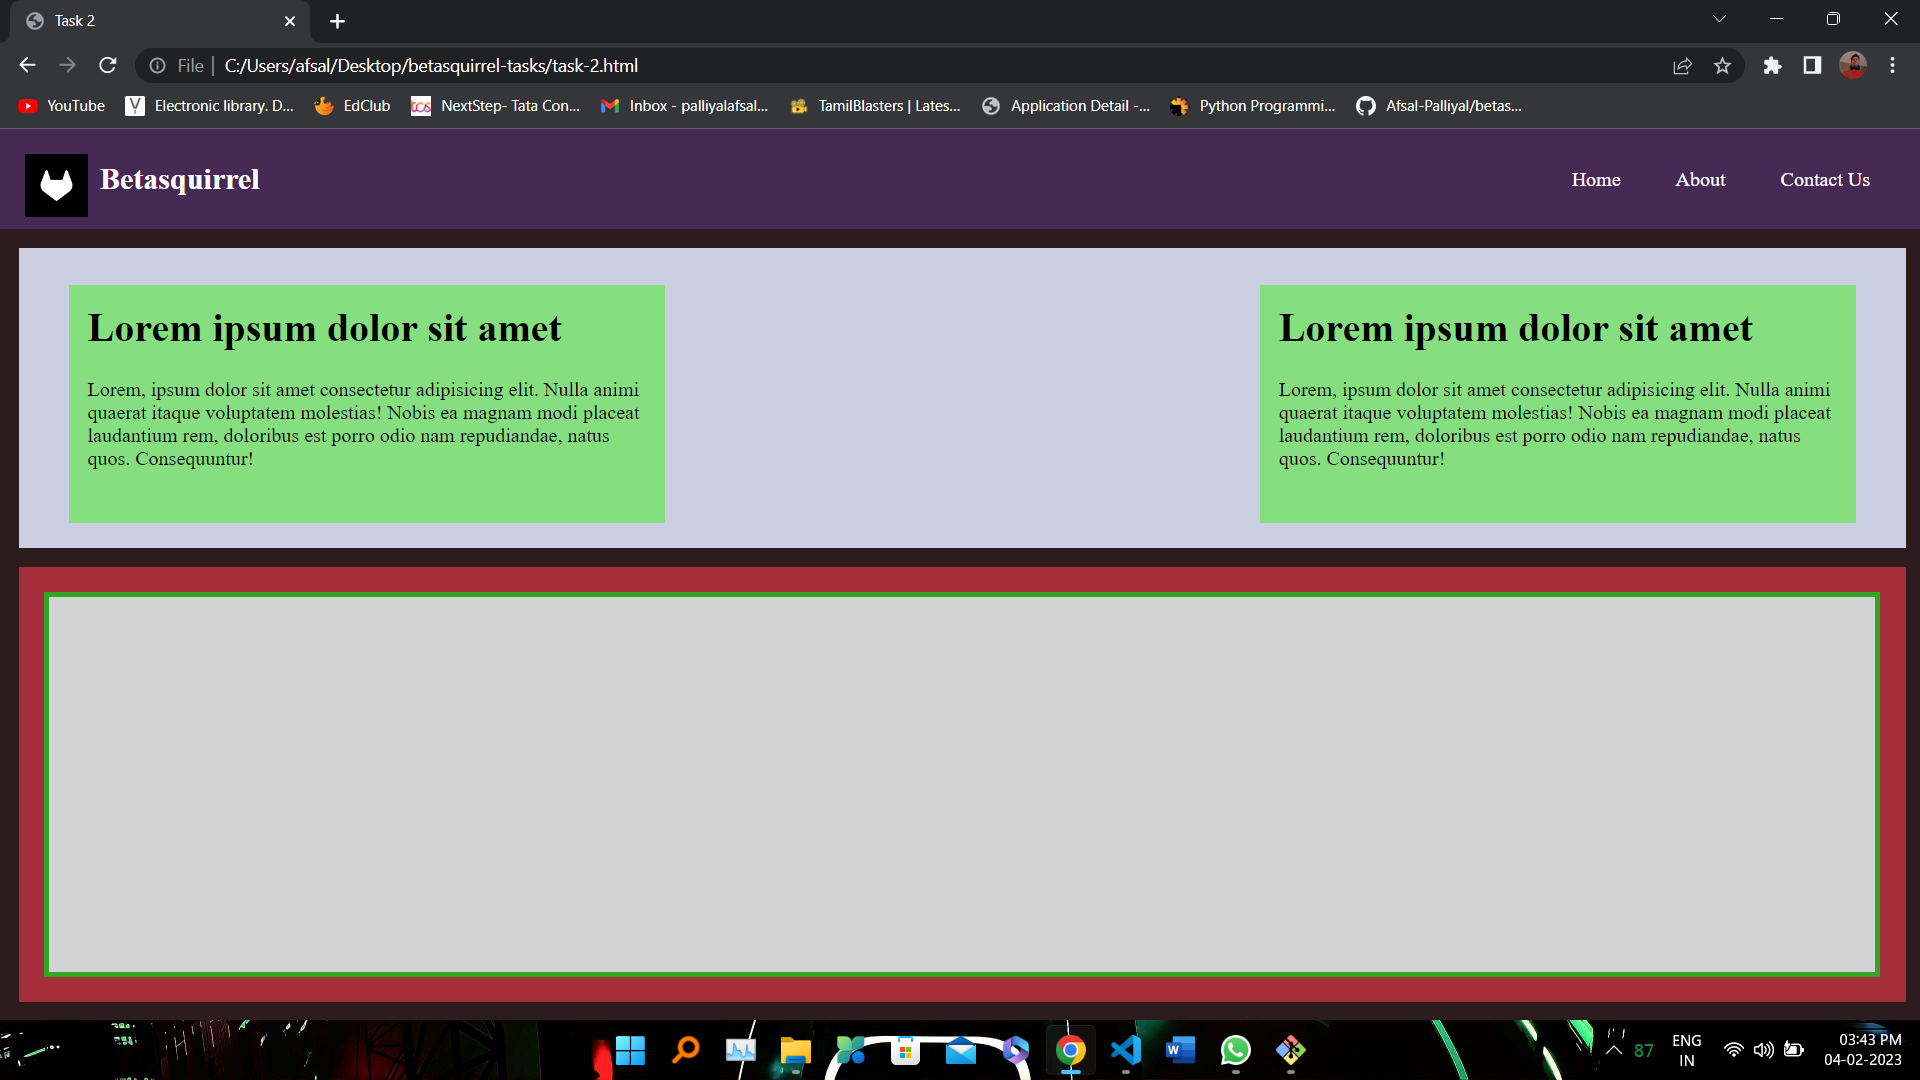 Task 2
File
C:/Users/afsal/Desktop/betasquirrel-tasks/task-2.html
YouTube
Electronic library. D...
EdClub
tcs
NextStep- Tata Con...
Inbox - palliyalafsal...
TamilBlasters | Lates...
Application Detail -...
Python Programmi...
Afsal-Palliyal/betas...
Betasquirrel
Home
About
Contact Us
Lorem ipsum dolor sit amet
Lorem, ipsum dolor sit amet consectetur adipisicing elit. Nulla animi
quaerat itaque voluptatem molestias! Nobis ea magnam modi placeat
laudantium rem, doloribus est porro odio nam repudiandae, natus
quos. Consequuntur!
Lorem ipsum dolor sit amet
Lorem, ipsum dolor sit amet consectetur adipisicing elit. Nulla animi
quaerat itaque voluptatem molestias! Nobis ea magnam modi placeat
laudantium rem, doloribus est porro odio nam repudiandae, natus
quos. Consequuntur!
87
ENG
IN
03:43 PM
04-02-2023